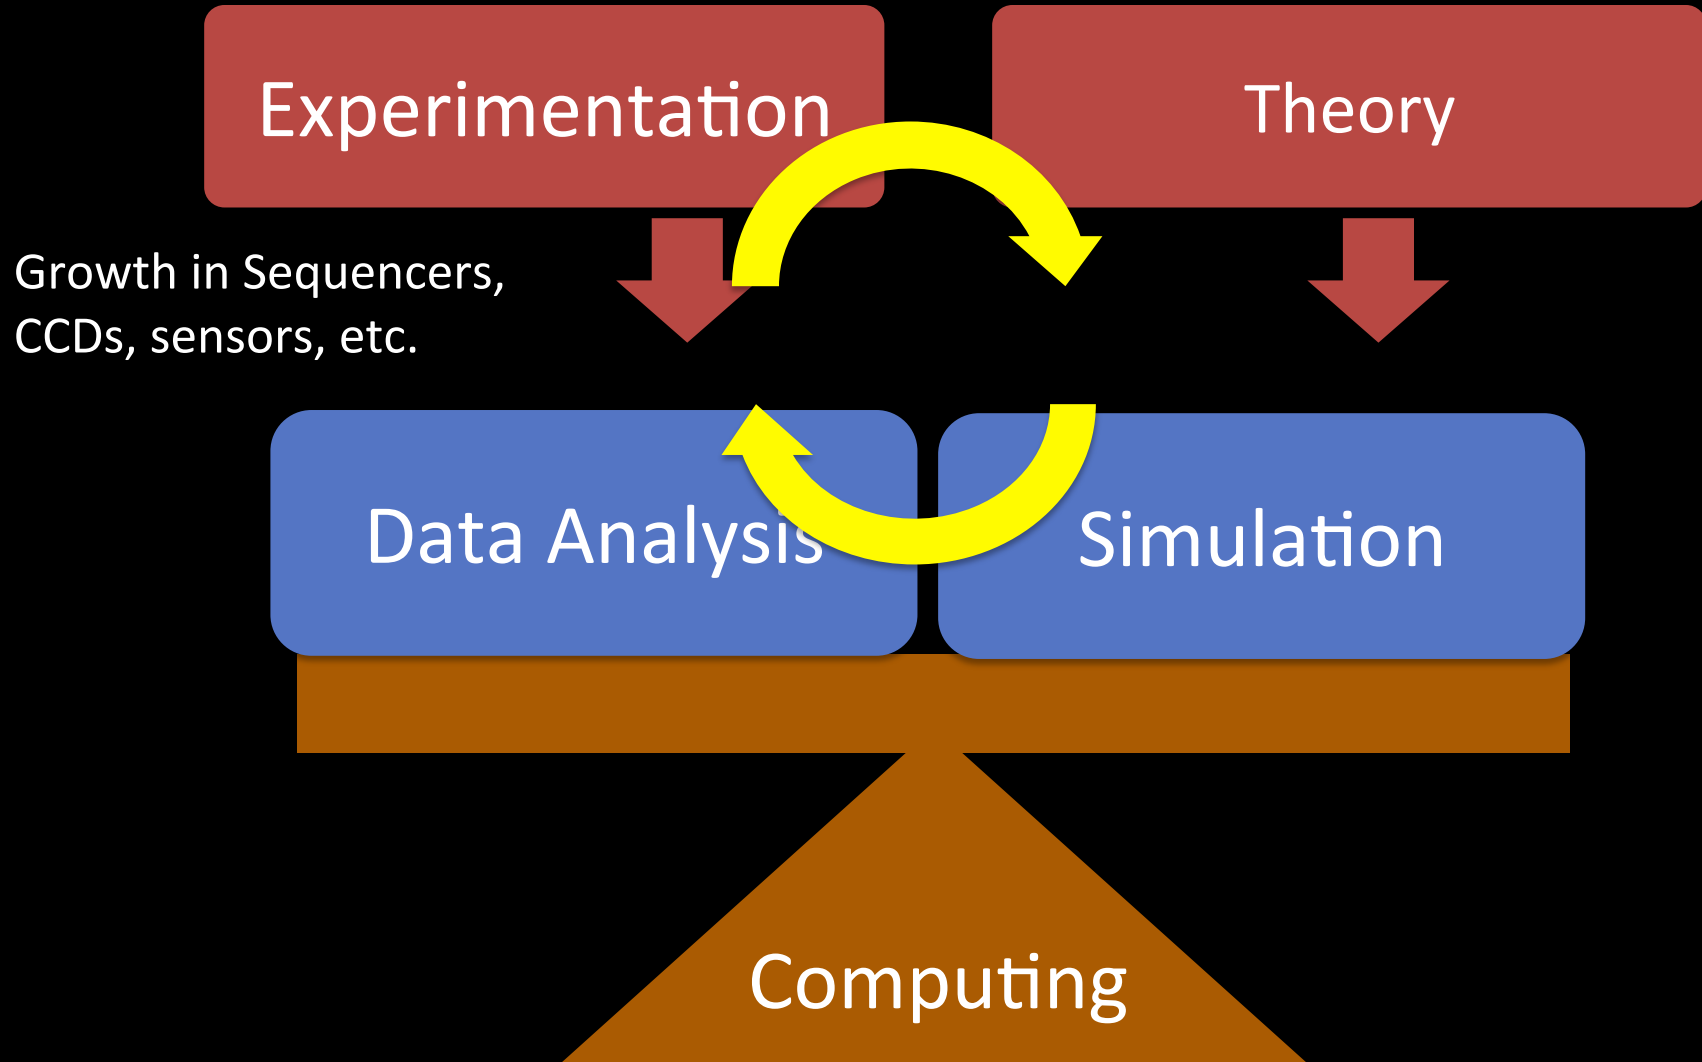 Experimentation
Theory
Growth in Sequencers,
CCDs, sensors, etc.
Data Analysis
Simulation
Computing